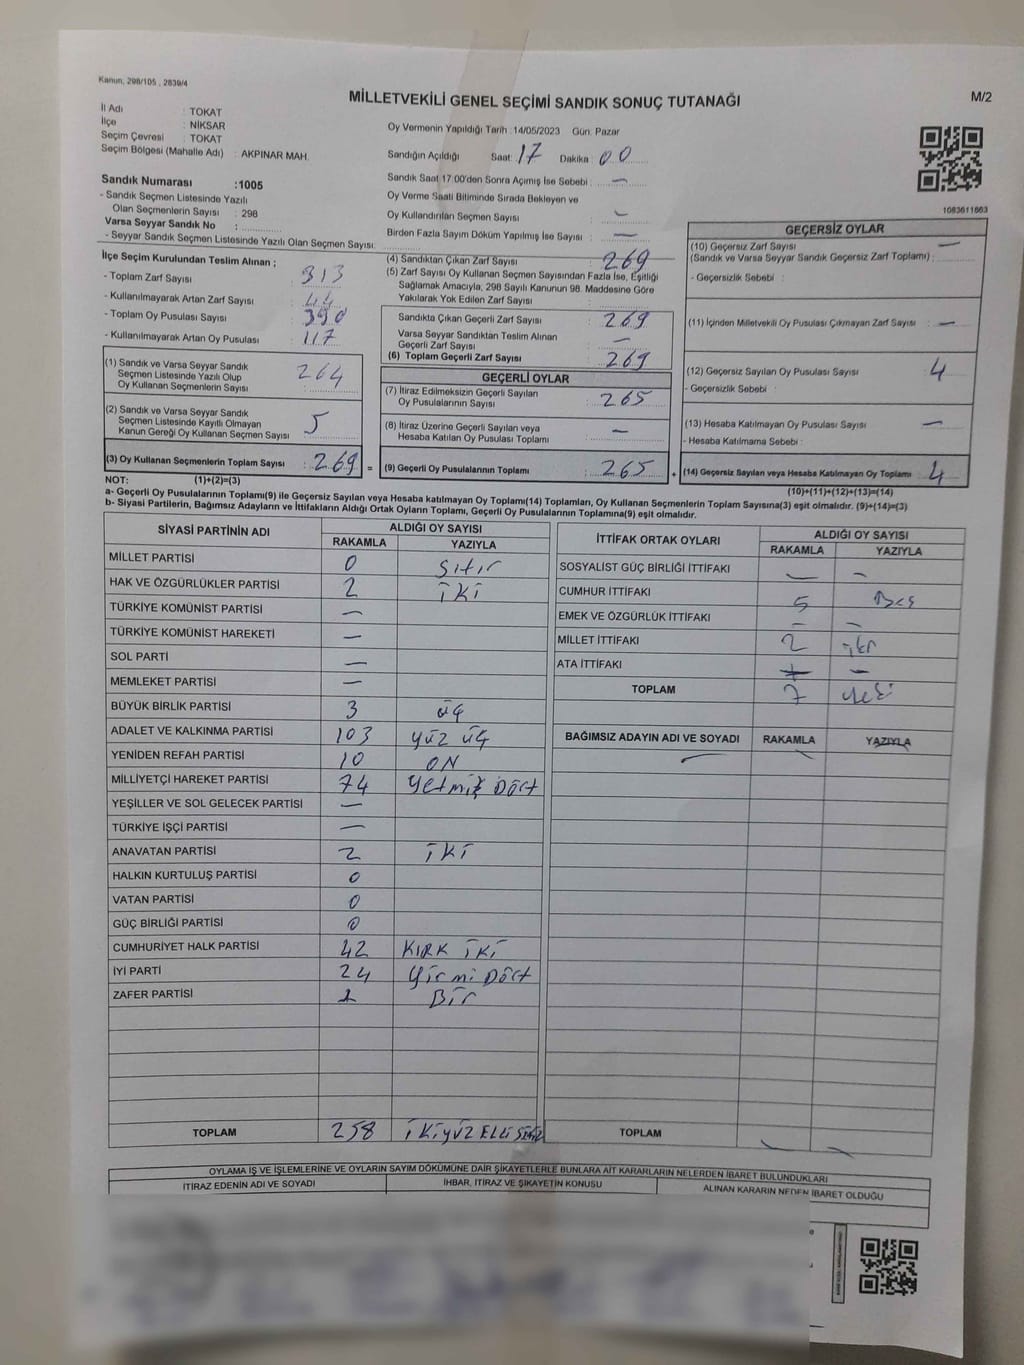 Kanun, 298/105 , 2839/4
MİLLETVEKİLİ GENEL SEÇİMİ SANDIK SONUÇ TUTANAĞI
M/2
İl Adı : TOKAT
İlçe : NİKSAR
Seçim Çevresi : TOKAT
Seçim Bölgesi (Mahalle Adı) : AKPINAR MAH.
Oy Vermenin Yapıldığı Tarih :14/05/2023 Gün: Pazar
Sandığın Açıldığı Saat: 17 Dakika: 00
Sandık Saat 17:00'den Sonra Açılmış İse Sebebi : —
Oy Verme Saati Bitiminde Sırada Bekleyen ve
Oy Kullandırılan Seçmen Sayısı : —
Birden Fazla Sayım Döküm Yapılmış İse Sayısı : —
1083611663
Sandık Numarası :1005
- Sandık Seçmen Listesinde Yazılı
Olan Seçmenlerin Sayısı : 298
Varsa Seyyar Sandık No :
- Seyyar Sandık Seçmen Listesinde Yazılı Olan Seçmen Sayısı:
İlçe Seçim Kurulundan Teslim Alınan ;
- Toplam Zarf Sayısı : 313
- Kullanılmayarak Artan Zarf Sayısı : 44
- Toplam Oy Pusulası Sayısı : 390
- Kullanılmayarak Artan Oy Pusulası : 117
(1) Sandık ve Varsa Seyyar Sandık
Seçmen Listesinde Yazılı Olup
Oy Kullanan Seçmenlerin Sayısı : 264
(2) Sandık ve Varsa Seyyar Sandık
Seçmen Listesinde Kayıtlı Olmayan
Kanun Gereği Oy Kullanan Seçmen Sayısı : 5
(3) Oy Kullanan Seçmenlerin Toplam Sayısı : 269 =
(4) Sandıktan Çıkan Zarf Sayısı : 269
(5) Zarf Sayısı Oy Kullanan Seçmen Sayısından Fazla İse, Eşitliği
Sağlamak Amacıyla, 298 Sayılı Kanunun 98. Maddesine Göre
Yakılarak Yok Edilen Zarf Sayısı :
Sandıkta Çıkan Geçerli Zarf Sayısı : 269
Varsa Seyyar Sandıktan Teslim Alınan
Geçerli Zarf Sayısı : —
(6) Toplam Geçerli Zarf Sayısı : 269
GEÇERLİ OYLAR
(7) İtiraz Edilmeksizin Geçerli Sayılan
Oy Pusulalarının Sayısı : 265
(8) İtiraz Üzerine Geçerli Sayılan veya
Hesaba Katılan Oy Pusulası Toplamı : —
(9) Geçerli Oy Pusulalarının Toplamı : 265 +
GEÇERSİZ OYLAR
(10) Geçersiz Zarf Sayısı —
(Sandık ve Varsa Seyyar Sandık Geçersiz Zarf Toplamı) :
- Geçersizlik Sebebi :
(11) İçinden Milletvekili Oy Pusulası Çıkmayan Zarf Sayısı : —
(12) Geçersiz Sayılan Oy Pusulası Sayısı : 4
- Geçersizlik Sebebi :
(13) Hesaba Katılmayan Oy Pusulası Sayısı : —
- Hesaba Katılmama Sebebi :
(14) Geçersiz Sayılan veya Hesaba Katılmayan Oy Toplamı : 4
NOT: (1)+(2)=(3)
(10)+(11)+(12)+(13)=(14)
a- Geçerli Oy Pusulalarının Toplamı(9) ile Geçersiz Sayılan veya Hesaba katılmayan Oy Toplamı(14) Toplamları, Oy Kullanan Seçmenlerin Toplam Sayısına(3) eşit olmalıdır. (9)+(14)=(3)
b- Siyasi Partilerin, Bağımsız Adayların ve İttifakların Aldığı Ortak Oyların Toplamı, Geçerli Oy Pusulalarının Toplamına(9) eşit olmalıdır.
SİYASİ PARTİNİN ADI ALDIĞI OY SAYISI
RAKAMLA YAZIYLA
MİLLET PARTİSİ 0 Sıfır
HAK VE ÖZGÜRLÜKLER PARTİSİ 2 İKİ
TÜRKİYE KOMÜNİST PARTİSİ —
TÜRKİYE KOMÜNİST HAREKETİ —
SOL PARTİ —
MEMLEKET PARTİSİ —
BÜYÜK BİRLİK PARTİSİ 3 üç
ADALET VE KALKINMA PARTİSİ 103 yüz üç
YENİDEN REFAH PARTİSİ 10 ON
MİLLİYETÇİ HAREKET PARTİSİ 74 Yetmiş Dört
YEŞİLLER VE SOL GELECEK PARTİSİ —
TÜRKİYE İŞÇİ PARTİSİ —
ANAVATAN PARTİSİ 2 İKİ
HALKIN KURTULUŞ PARTİSİ 0
VATAN PARTİSİ 0
GÜÇ BİRLİĞİ PARTİSİ 0
CUMHURİYET HALK PARTİSİ 42 KIRK İKİ
İYİ PARTİ 24 Yirmi Dört
ZAFER PARTİSİ 1 Bir
TOPLAM 258 İKİYÜZ ELLİ SEKİZ
İTTİFAK ORTAK OYLARI ALDIĞI OY SAYISI
RAKAMLA YAZIYLA
SOSYALİST GÜÇ BİRLİĞİ İTTİFAKI — —
CUMHUR İTTİFAKI 5 Beş
EMEK VE ÖZGÜRLÜK İTTİFAKI — —
MİLLET İTTİFAKI 2 iki
ATA İTTİFAKI — —
TOPLAM 7 yedi
BAĞIMSIZ ADAYIN ADI VE SOYADI RAKAMLA YAZIYLA
TOPLAM
OYLAMA İŞ VE İŞLEMLERİNE VE OYLARIN SAYIM DÖKÜMÜNE DAİR ŞİKAYETLERLE BUNLARA AİT KARARLARIN NELERDEN İBARET BULUNDUKLARI
İTİRAZ EDENİN ADI VE SOYADI İHBAR, İTİRAZ VE ŞİKAYETİN KONUSU ALINAN KARARIN NEDEN İBARET OLDUĞU